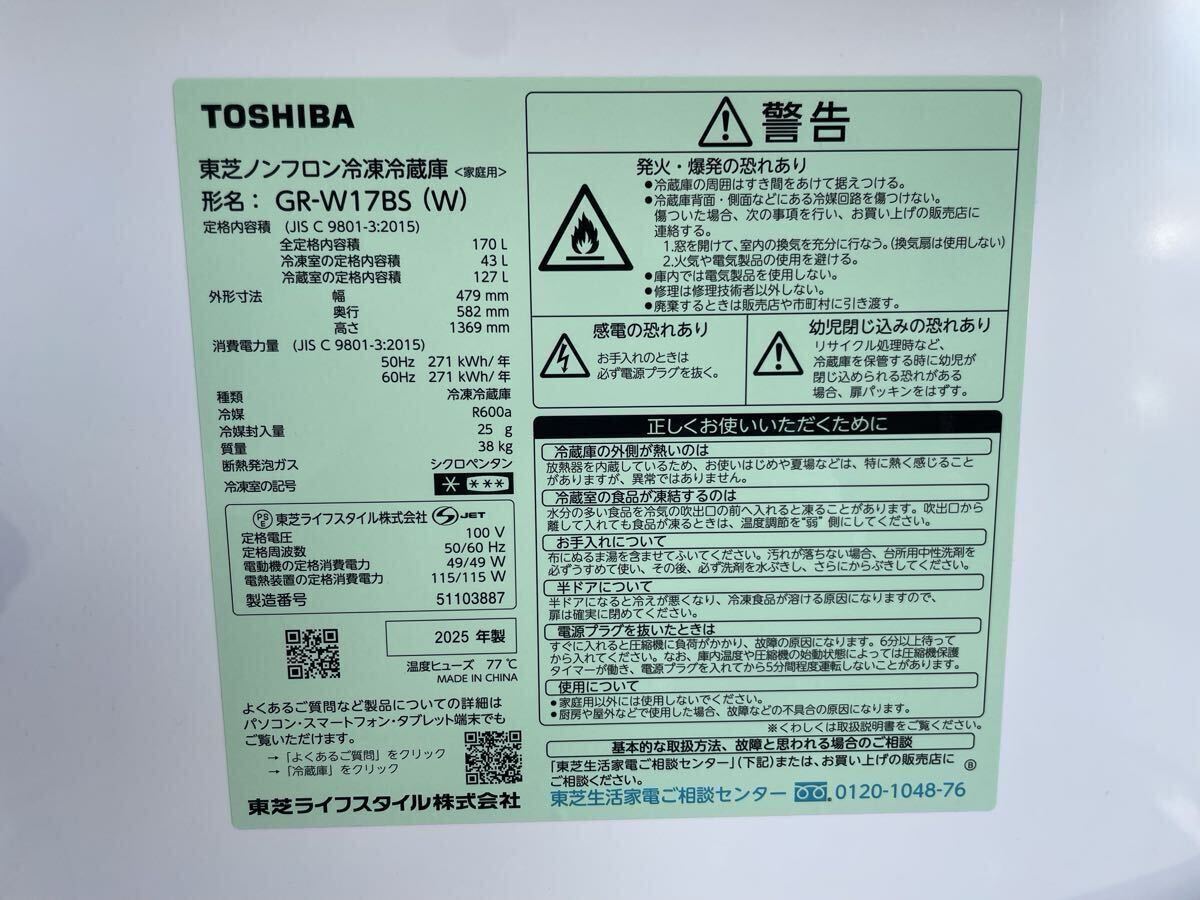 TOSHIBA
東芝ノンフロン冷凍冷蔵庫 <家庭用>
形名： GR-W17BS (W)
定格内容積 (JIS C 9801-3:2015)
全定格内容積 170 L
冷凍室の定格内容積 43 L
冷蔵室の定格内容積 127 L
外形寸法 幅 479 mm
奥行 582 mm
高さ 1369 mm
消費電力量 (JIS C 9801-3:2015)
50Hz 271 kWh/年
60Hz 271 kWh/年
種類 冷凍冷蔵庫
冷媒 R600a
冷媒封入量 25 g
質量 38 kg
断熱発泡ガス シクロペンタン
冷凍室の記号
PSE 東芝ライフスタイル株式会社 JET
定格電圧 100 V
定格周波数 50/60 Hz
電動機の定格消費電力 49/49 W
電熱装置の定格消費電力 115/115 W
製造番号 51103887
2025 年製
温度ヒューズ 77℃
MADE IN CHINA
よくあるご質問など製品についての詳細は
パソコン・スマートフォン・タブレット端末でも
ご覧いただけます。
→「よくあるご質問」をクリック
→「冷蔵庫」をクリック
東芝ライフスタイル株式会社
警告
発火・爆発の恐れあり
●冷蔵庫の周囲はすき間をあけて据えつける。
●冷蔵庫背面・側面などにある冷媒回路を傷つけない。
傷ついた場合、次の事項を行い、お買い上げの販売店に
連絡する。
1.窓を開けて、室内の換気を充分に行なう。(換気扇は使用しない)
2.火気や電気製品の使用を避ける。
●庫内では電気製品を使用しない。
●修理は修理技術者以外しない。
●廃棄するときは販売店や市町村に引き渡す。
感電の恐れあり
お手入れのときは
必ず電源プラグを抜く。
幼児閉じ込みの恐れあり
リサイクル処理時など、
冷蔵庫を保管する時に幼児が
閉じ込められる恐れがある
場合、扉パッキンをはずす。
正しくお使いいただくために
冷蔵庫の外側が熱いのは
放熱器を内蔵しているため、お使いはじめや夏場などは、特に熱く感じること
がありますが、異常ではありません。
冷蔵室の食品が凍結するのは
水分の多い食品を冷気の吹出口の前へ入れると凍ることがあります。吹出口から
離して入れても食品が凍るときは、温度調節を“弱”側にしてください。
お手入れについて
布にぬるま湯を含ませてふいてください。汚れが落ちない場合、台所用中性洗剤を
必ずうすめて使い、その後、必ず洗剤を水ぶきし、さらにからぶきしてください。
半ドアについて
半ドアになると冷えが悪くなり、冷凍食品が溶ける原因になりますので、
扉は確実に閉めてください。
電源プラグを抜いたときは
すぐに入れると圧縮機に負荷がかかり、故障の原因になります。6分以上待って
から入れてください。なお、庫内温度や圧縮機の始動状態によっては圧縮機保護
タイマーが働き、電源プラグを入れてから5分間程度運転しないことがあります。
使用について
●家庭用以外には使用しないでください。
●厨房や屋外などで使用した場合、故障などの不具合の原因になります。
※くわしくは取扱説明書をご覧ください。
基本的な取扱方法、故障と思われる場合のご相談
「東芝生活家電ご相談センター」(下記)または、お買い上げの販売店に
ご相談ください。 Ⓑ
東芝生活家電ご相談センター 0120-1048-76